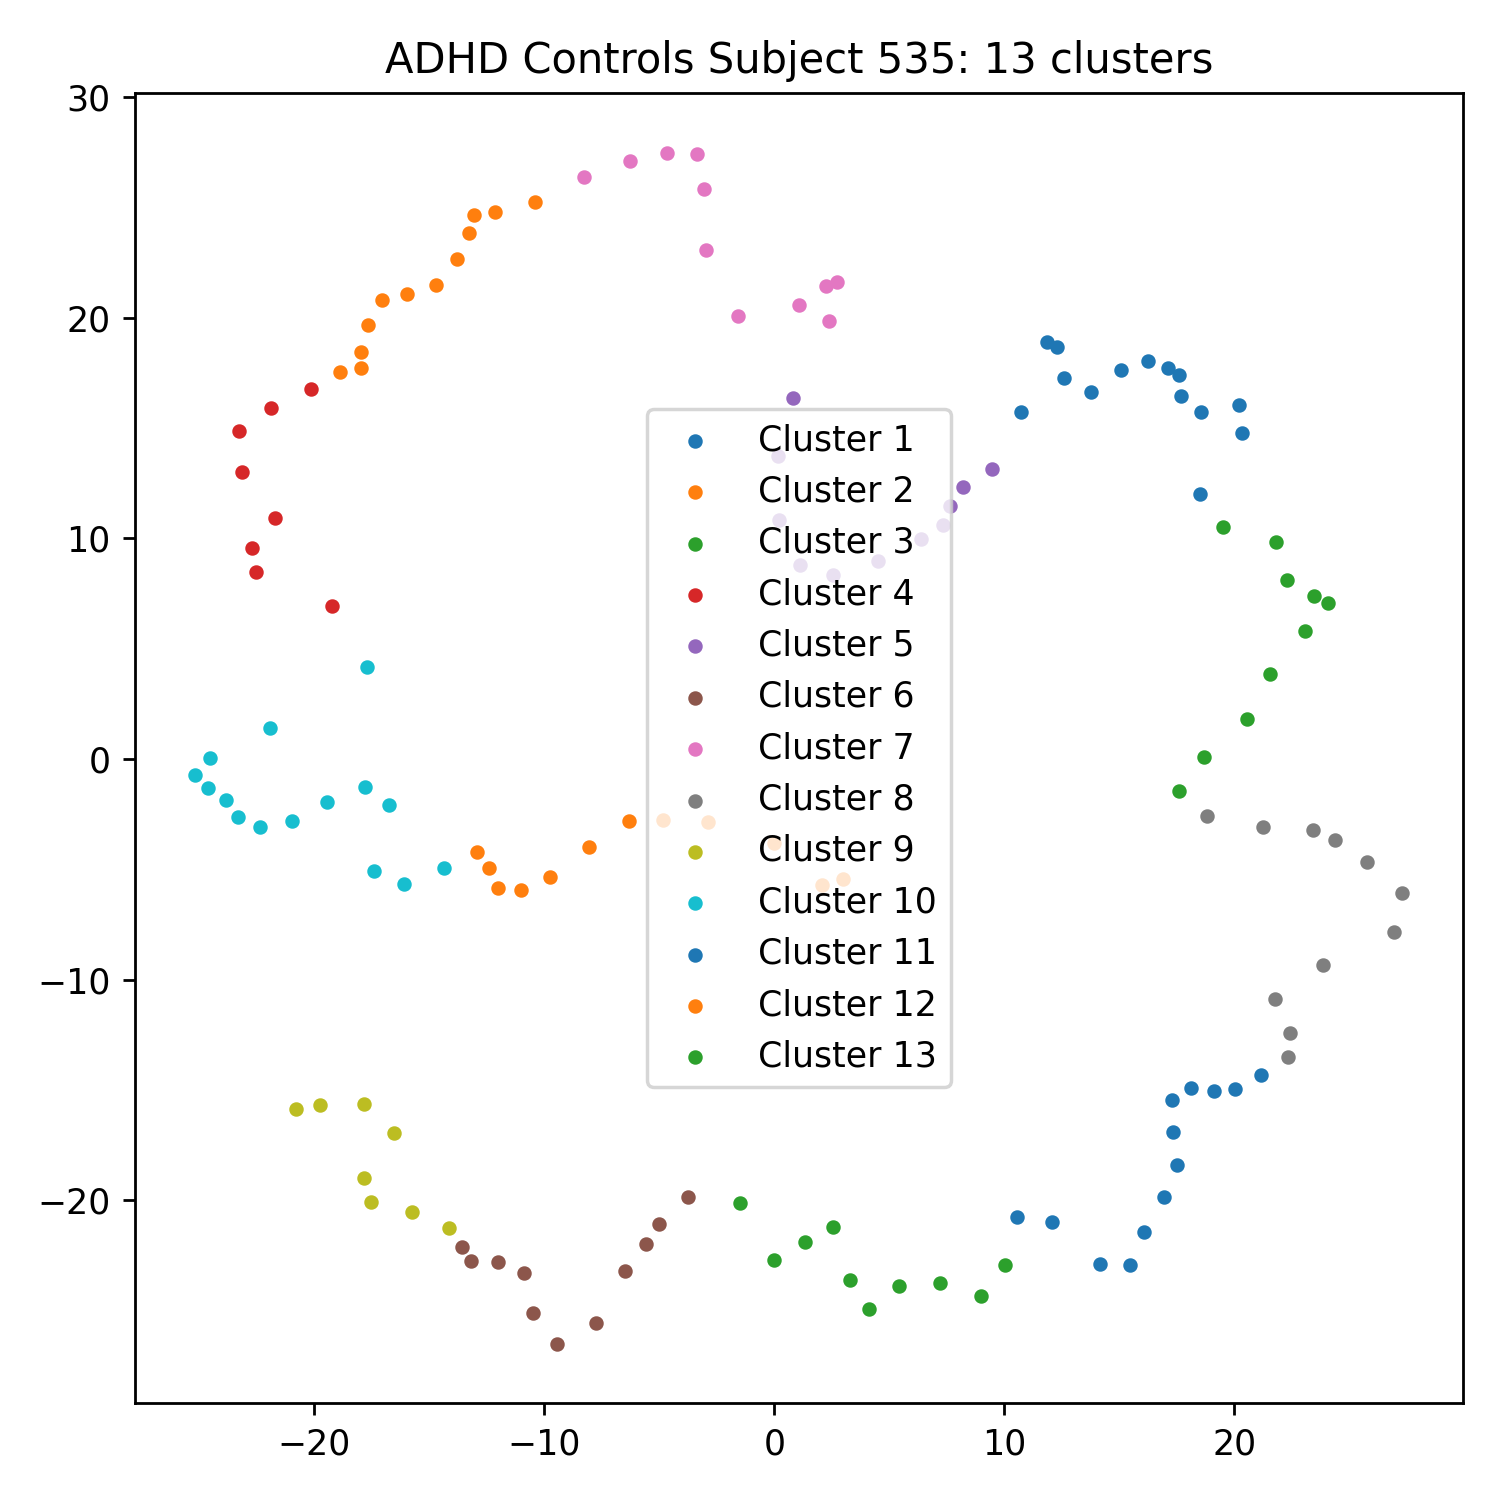 ADHD Controls Subject 535: 13 clusters
30
20
10
0
−10
−20
−20
−10
0
10
20
Cluster 1
Cluster 2
Cluster 3
Cluster 4
Cluster 5
Cluster 6
Cluster 7
Cluster 8
Cluster 9
Cluster 10
Cluster 11
Cluster 12
Cluster 13